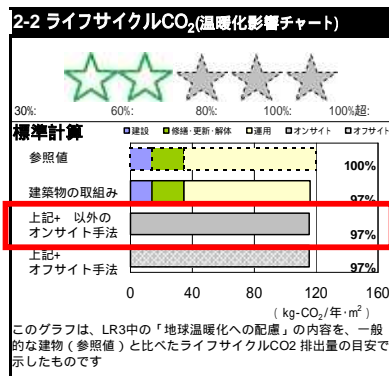 2-2 ライフサイクルCO2(温暖化影響チャート)
30%: 60%: 80%: 100%: 100%超:
標準計算 建設 修繕・更新・解体 運用 オンサイト オフサイト
参照値 100%
建築物の取組み 97%
上記+ 以外の
オンサイト手法 97%
上記+
オフサイト手法 97%
0 40 80 120 160
( kg-CO2/年・m2 )
このグラフは、LR3中の「地球温暖化への配慮」の内容を、一般
的な建物(参照値)と比べたライフサイクルCO2 排出量の目安で
示したものです